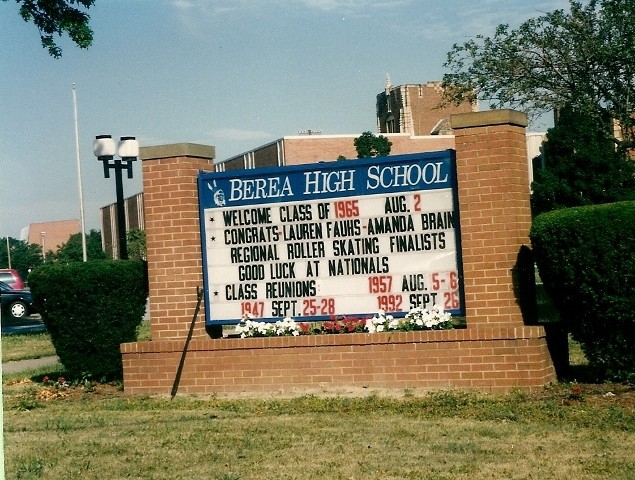 BEREA HIGH SCHOOL
* WELCOME CLASS OF 1965 AUG. 2
* CONGRATS-LAUREN FAUHS-AMANDA BRAIN
REGIONAL ROLLER SKATING FINALISTS
GOOD LUCK AT NATIONALS
* CLASS REUNIONS: 1957 AUG. 5-6
1947 SEPT. 25-28 1992 SEPT 26